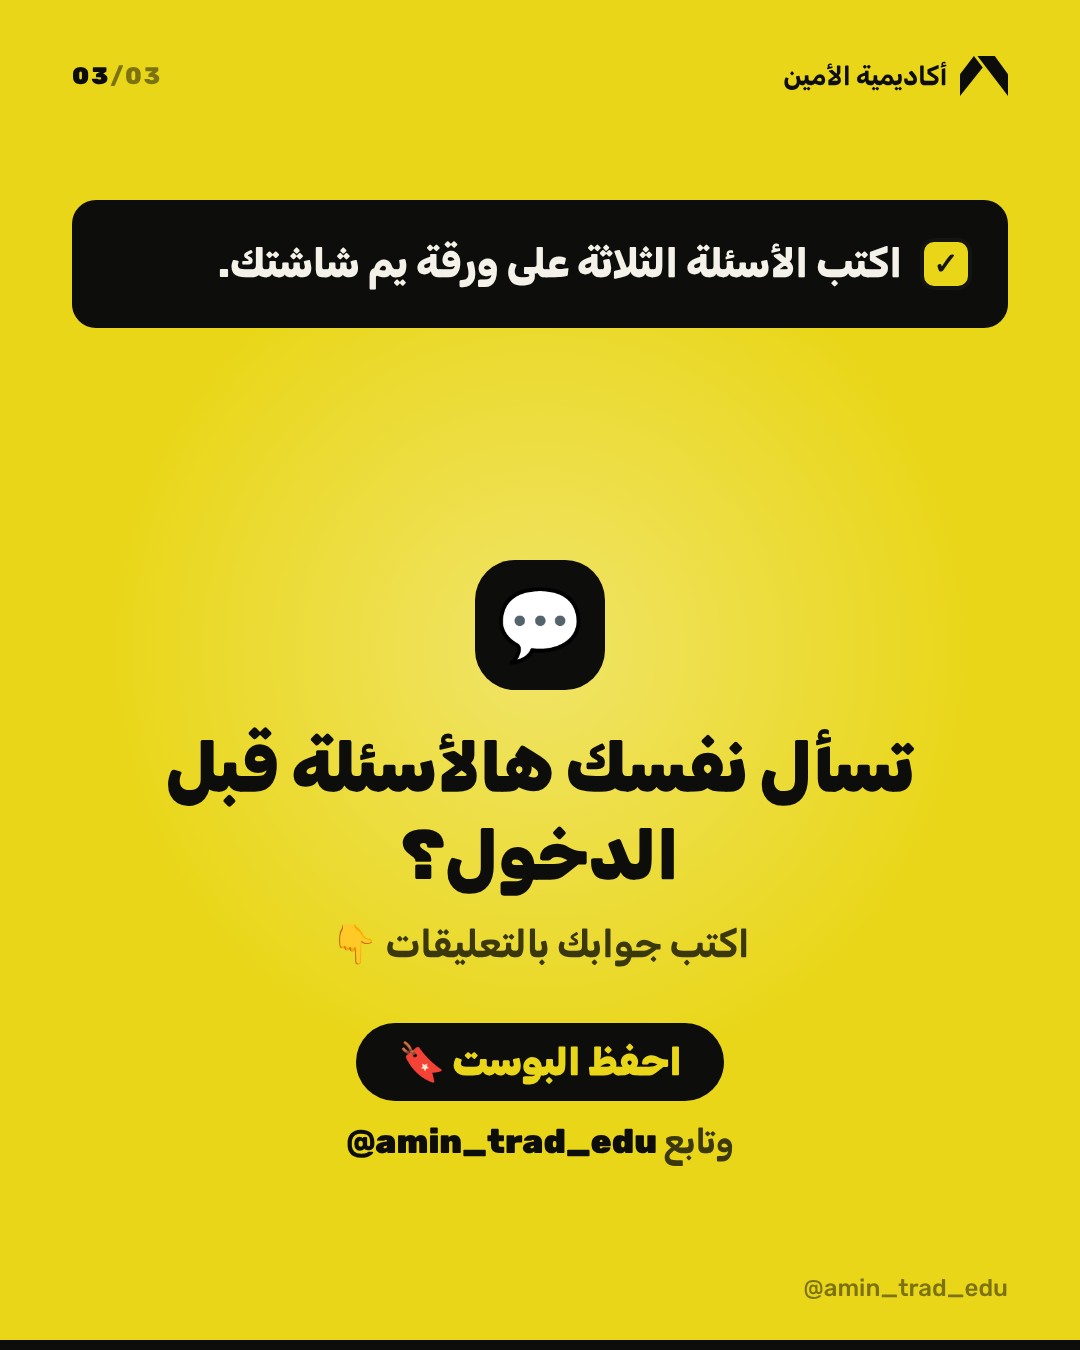 أكاديمية الأمين
03/03
✓ اكتب الأسئلة الثلاثة على ورقة يم شاشتك.
تسأل نفسك هالأسئلة قبل
الدخول؟
اكتب جوابك بالتعليقات 👇
احفظ البوست 🔖
وتابع @amin_trad_edu
@amin_trad_edu